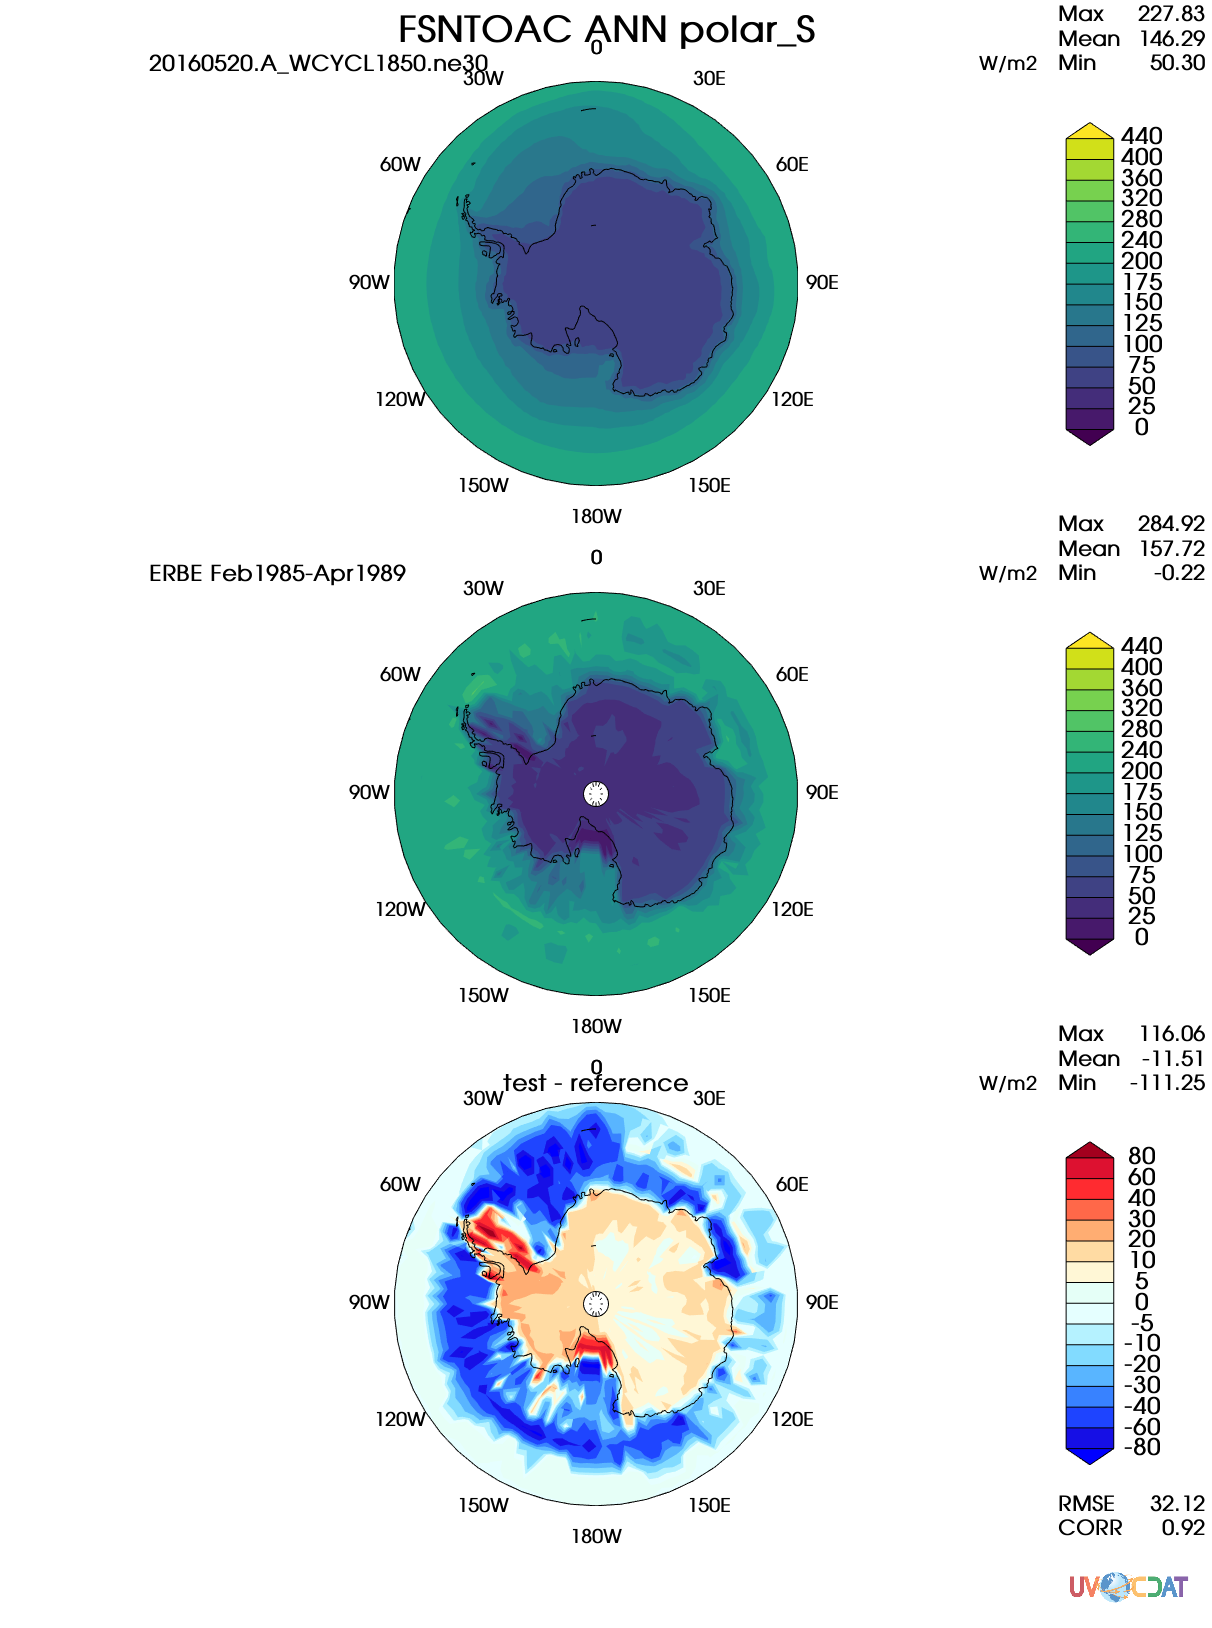 FSNTOAC ANN polar_S
20160520.A_WCYCL1850.ne30
W/m2
Max 227.83
Mean 146.29
Min 50.30
0
30W 30E
60W 60E
90W 90E
120W 120E
150W 150E
180W
440
400
360
320
280
240
200
175
150
125
100
75
50
25
0
ERBE Feb1985-Apr1989
W/m2
Max 284.92
Mean 157.72
Min -0.22
0
30W 30E
60W 60E
90W 90E
120W 120E
150W 150E
180W
440
400
360
320
280
240
200
175
150
125
100
75
50
25
0
test - reference
W/m2
Max 116.06
Mean -11.51
Min -111.25
0
30W 30E
60W 60E
90W 90E
120W 120E
150W 150E
180W
80
60
40
30
20
10
5
0
-5
-10
-20
-30
-40
-60
-80
RMSE 32.12
CORR 0.92
UV CDAT